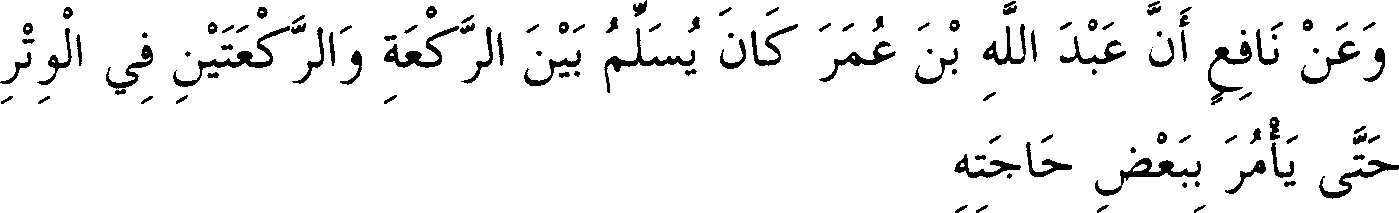 وَعَنْ نَافِعٍ أَنَّ عَبْدَ اللَّهِ بْنَ عُمَرَ كَانَ يُسَلِّمُ بَيْنَ الرَّكْعَةِ وَالرَّكْعَتَيْنِ فِي الْوِتْرِ
حَتَّى يَأْمُرَ بِبَعْضِ حَاجَتِهِ